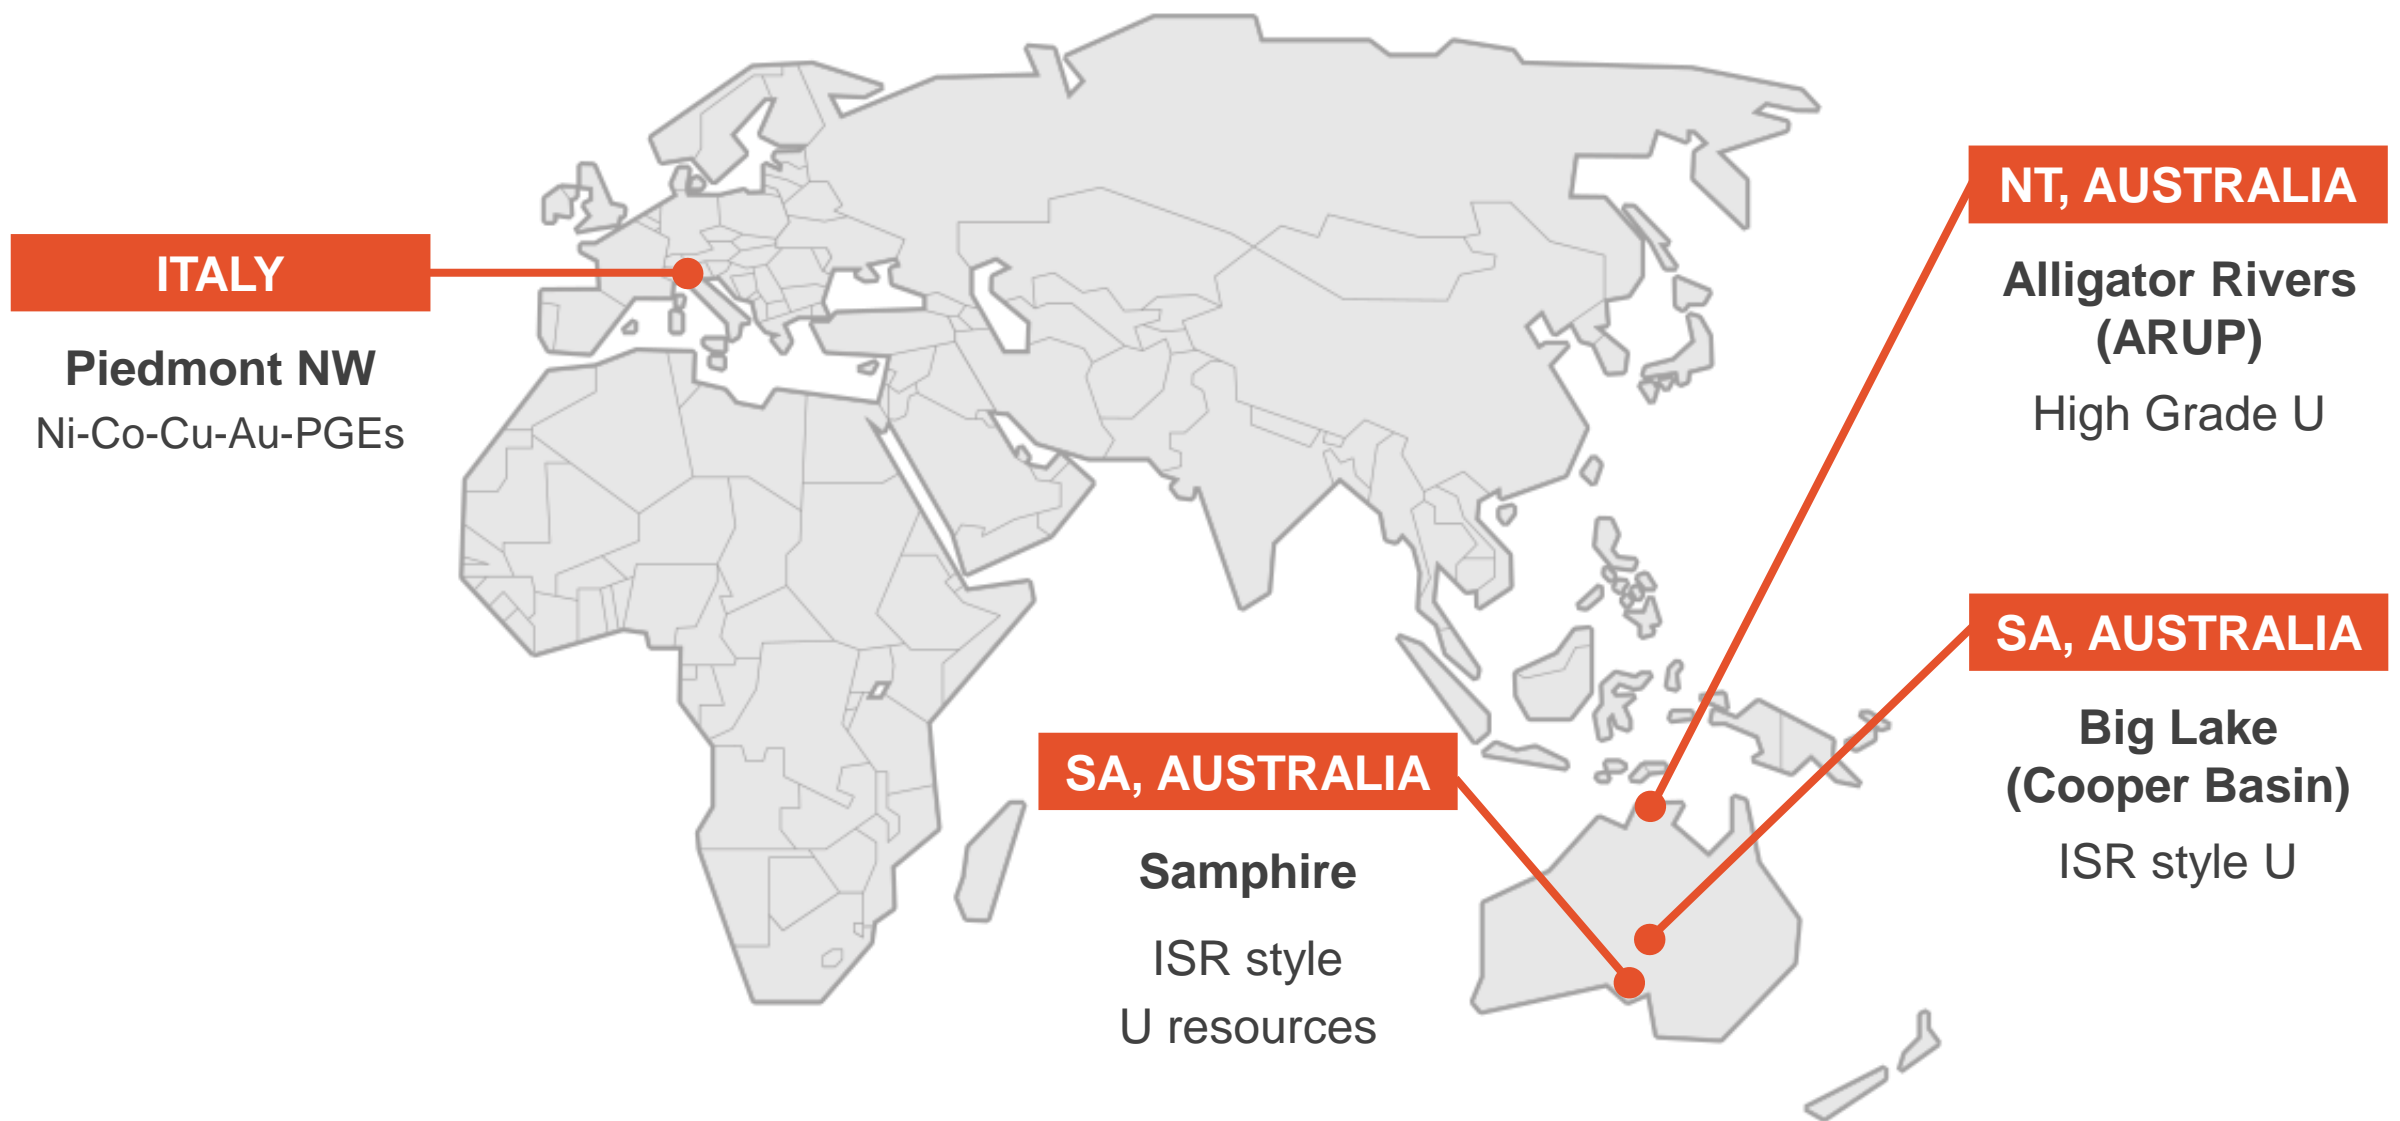 ITALY
Piedmont NW
Ni-Co-Cu-Au-PGEs
NT, AUSTRALIA
Alligator Rivers
(ARUP)
High Grade U
SA, AUSTRALIA
Big Lake
(Cooper Basin)
ISR style U
SA, AUSTRALIA
Samphire
ISR style
U resources